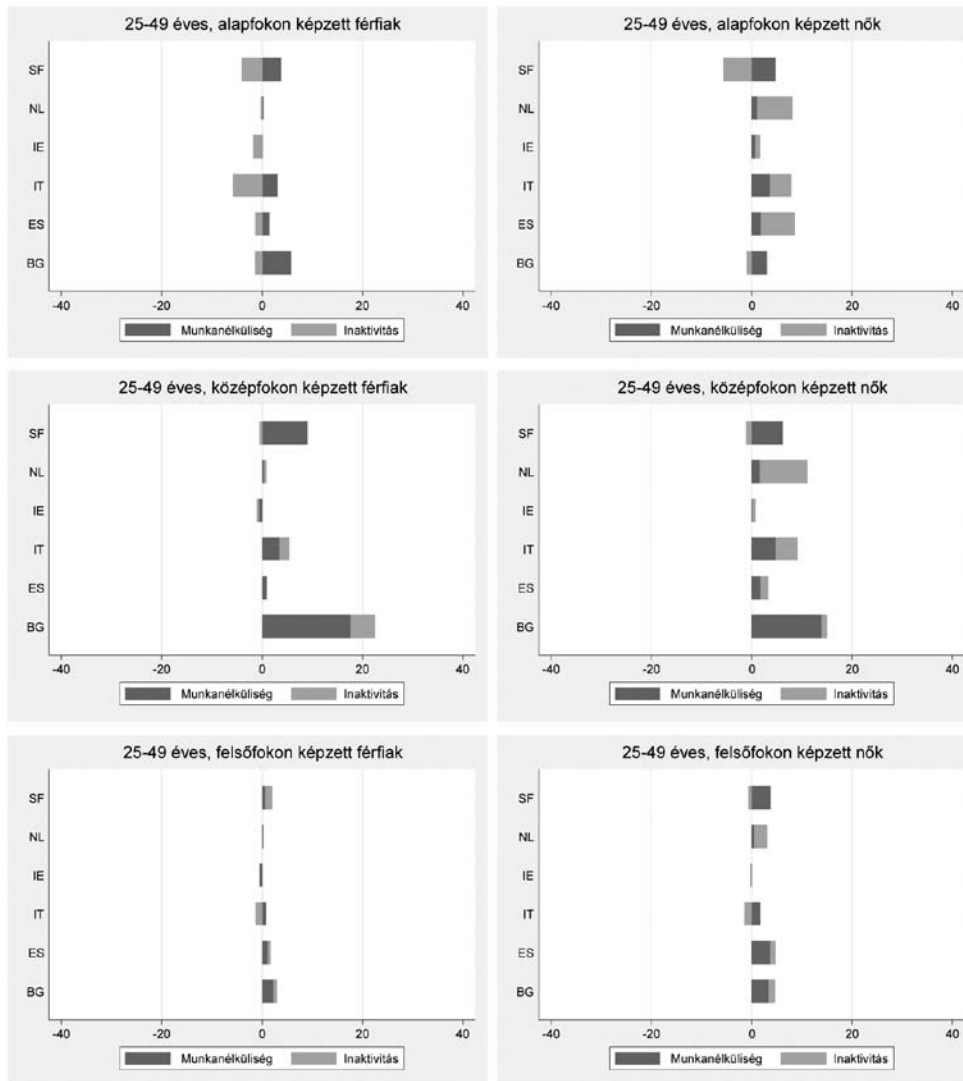 25-49 éves, alapfokon képzett férfiak
SF
NL
IE
IT
ES
BG
-40 -20 0 20 40
Munkanélküliség Inaktivitás
25-49 éves, alapfokon képzett nők
SF
NL
IE
IT
ES
BG
-40 -20 0 20 40
Munkanélküliség Inaktivitás
25-49 éves, középfokon képzett férfiak
SF
NL
IE
IT
ES
BG
-40 -20 0 20 40
Munkanélküliség Inaktivitás
25-49 éves, középfokon képzett nők
SF
NL
IE
IT
ES
BG
-40 -20 0 20 40
Munkanélküliség Inaktivitás
25-49 éves, felsőfokon képzett férfiak
SF
NL
IE
IT
ES
BG
-40 -20 0 20 40
Munkanélküliség Inaktivitás
25-49 éves, felsőfokon képzett nők
SF
NL
IE
IT
ES
BG
-40 -20 0 20 40
Munkanélküliség Inaktivitás